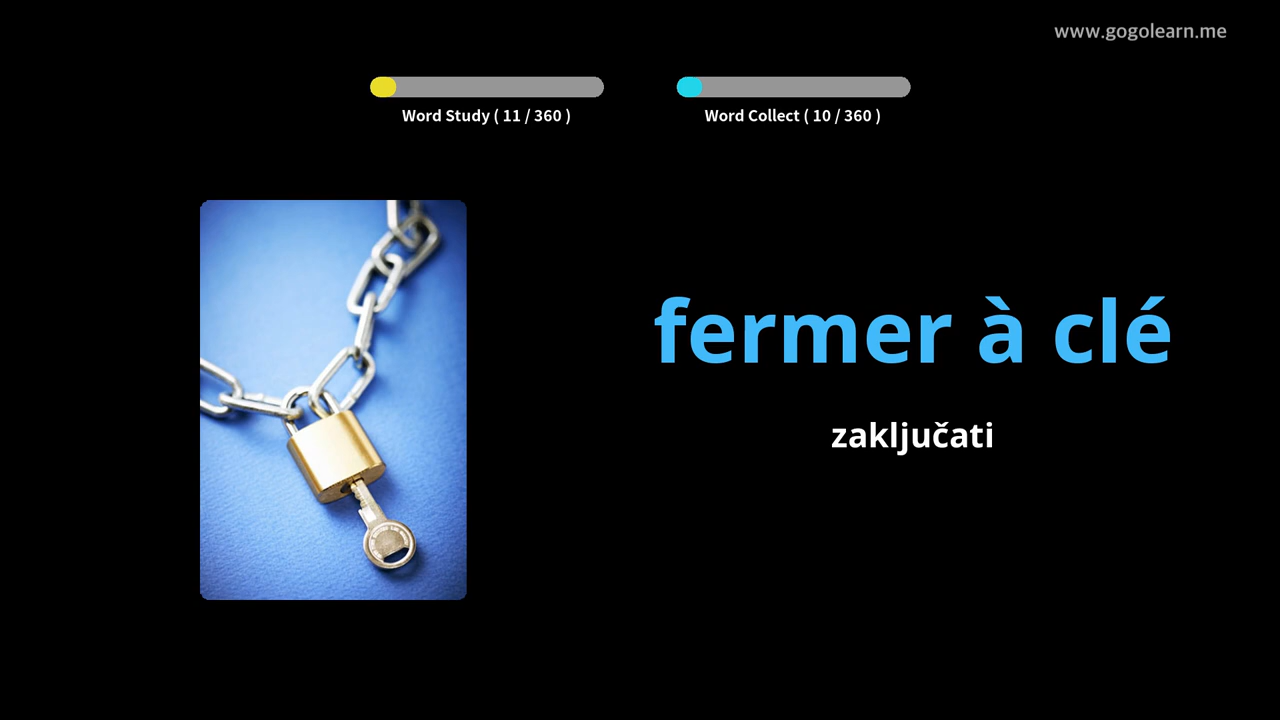 www.gogolearn.me
Word Study ( 11 / 360 )
Word Collect ( 10 / 360 )
fermer à clé
zaključati